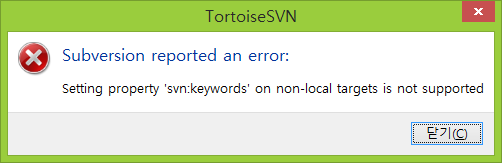 TortoiseSVN
Subversion reported an error:
Setting property 'svn:keywords' on non-local targets is not supported
닫기(C)